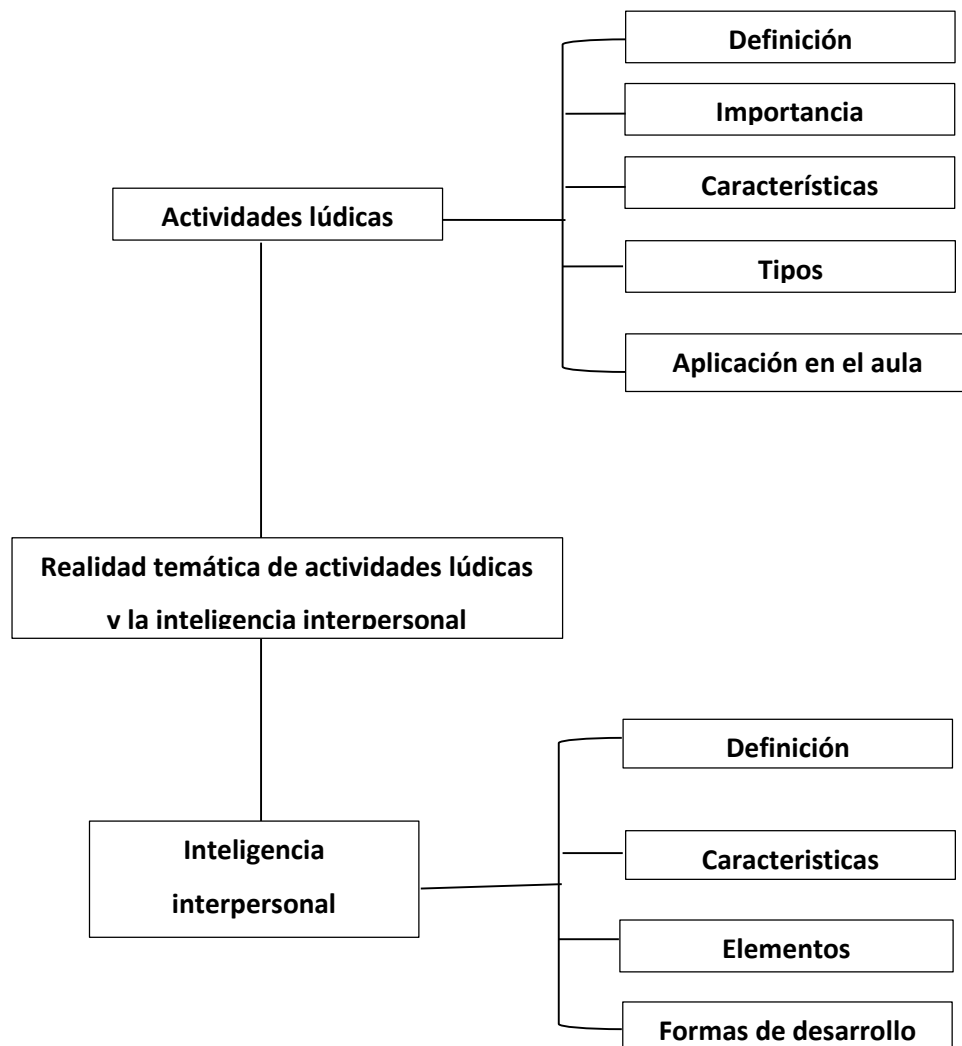 Definición
Importancia
Característicias
Actividades lúdicas
Tipos
Aplicación en el aula
Realidad temática de actividades lúdicas
y la inteligencia interpersonal
Definición
Inteligencia
interpersonal
Caracteristicas
Elementos
Formas de desarrollo